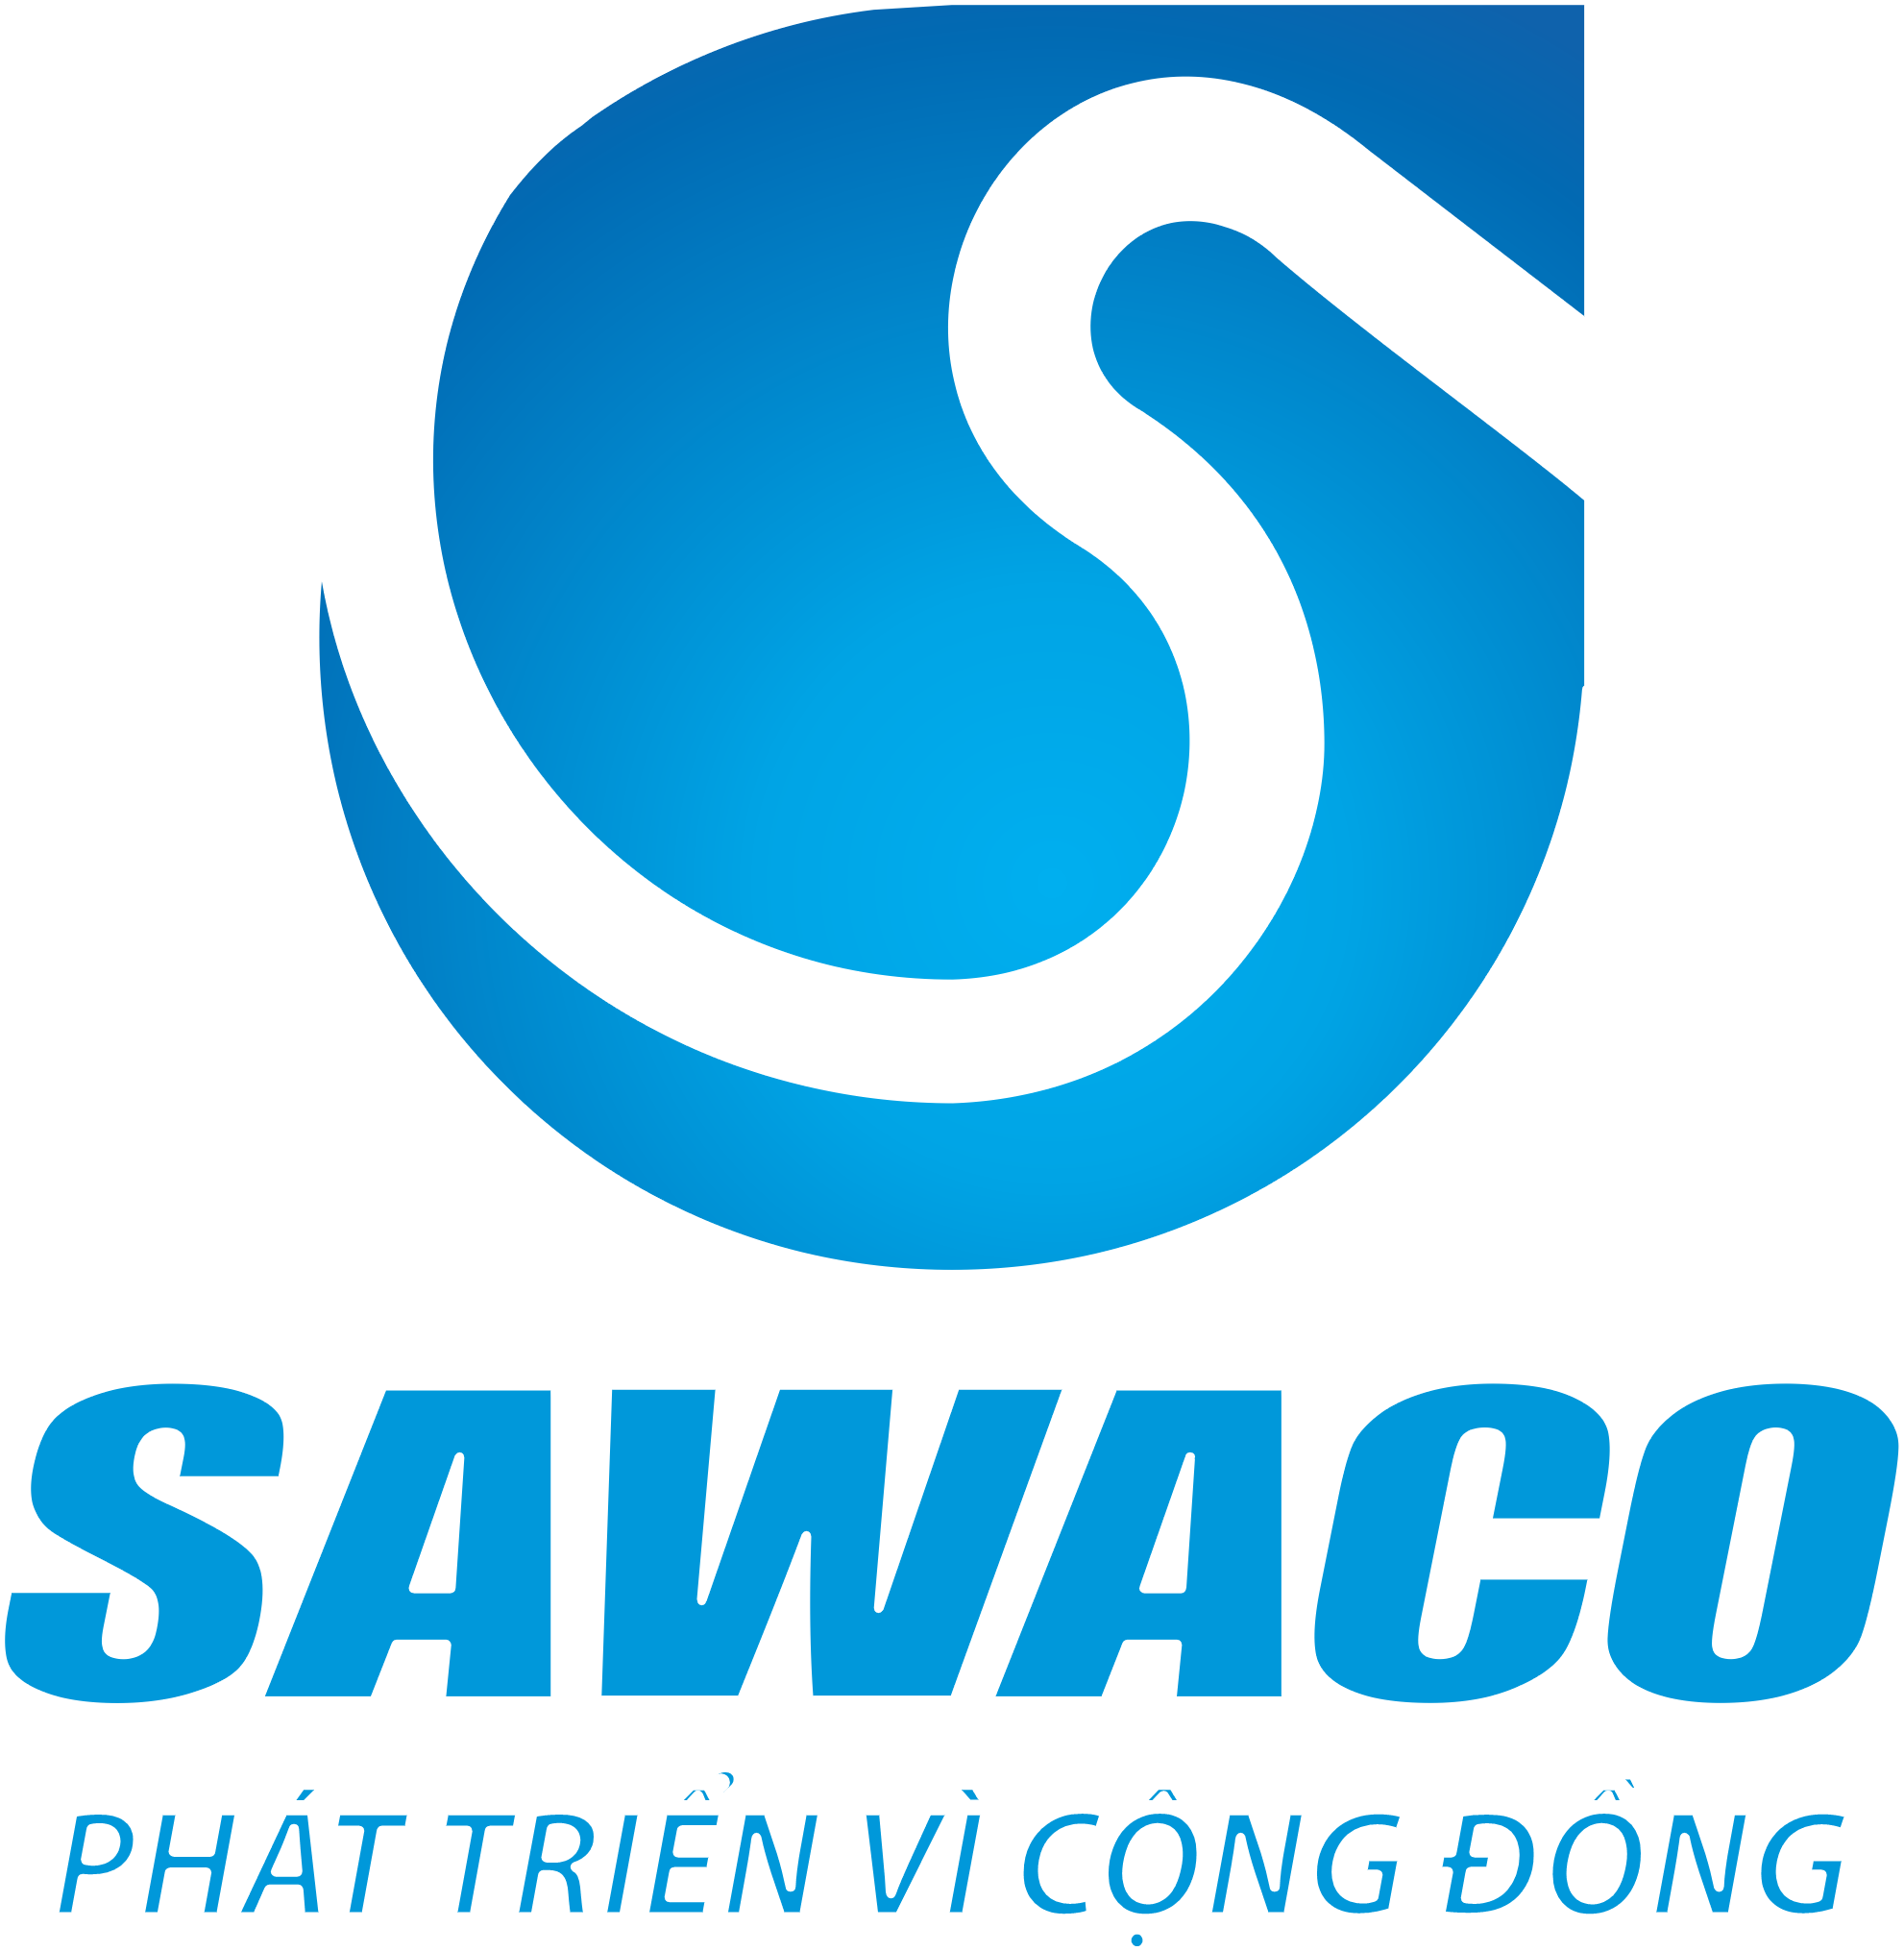 SAWACO
PHÁT TRIỂN VÌ CỘNG ĐỒNG